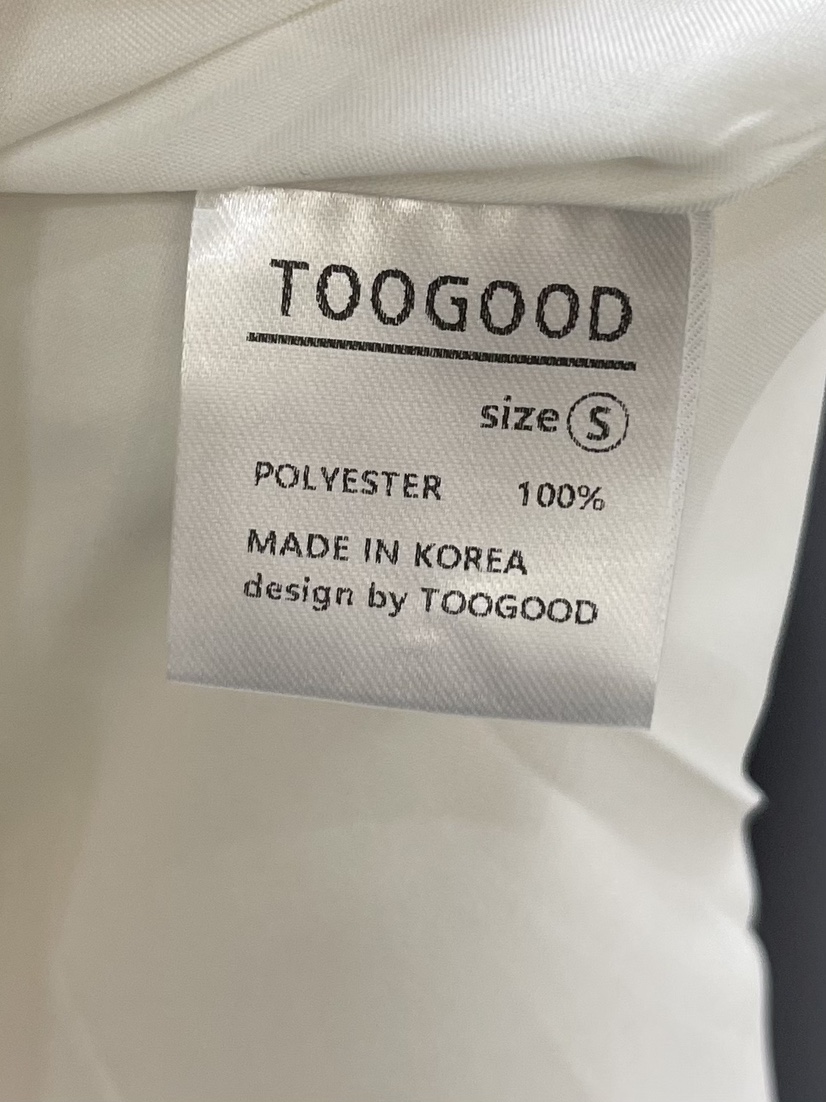 TOOGOOD
size S
POLYESTER 100%
MADE IN KOREA
design by TOOGOOD